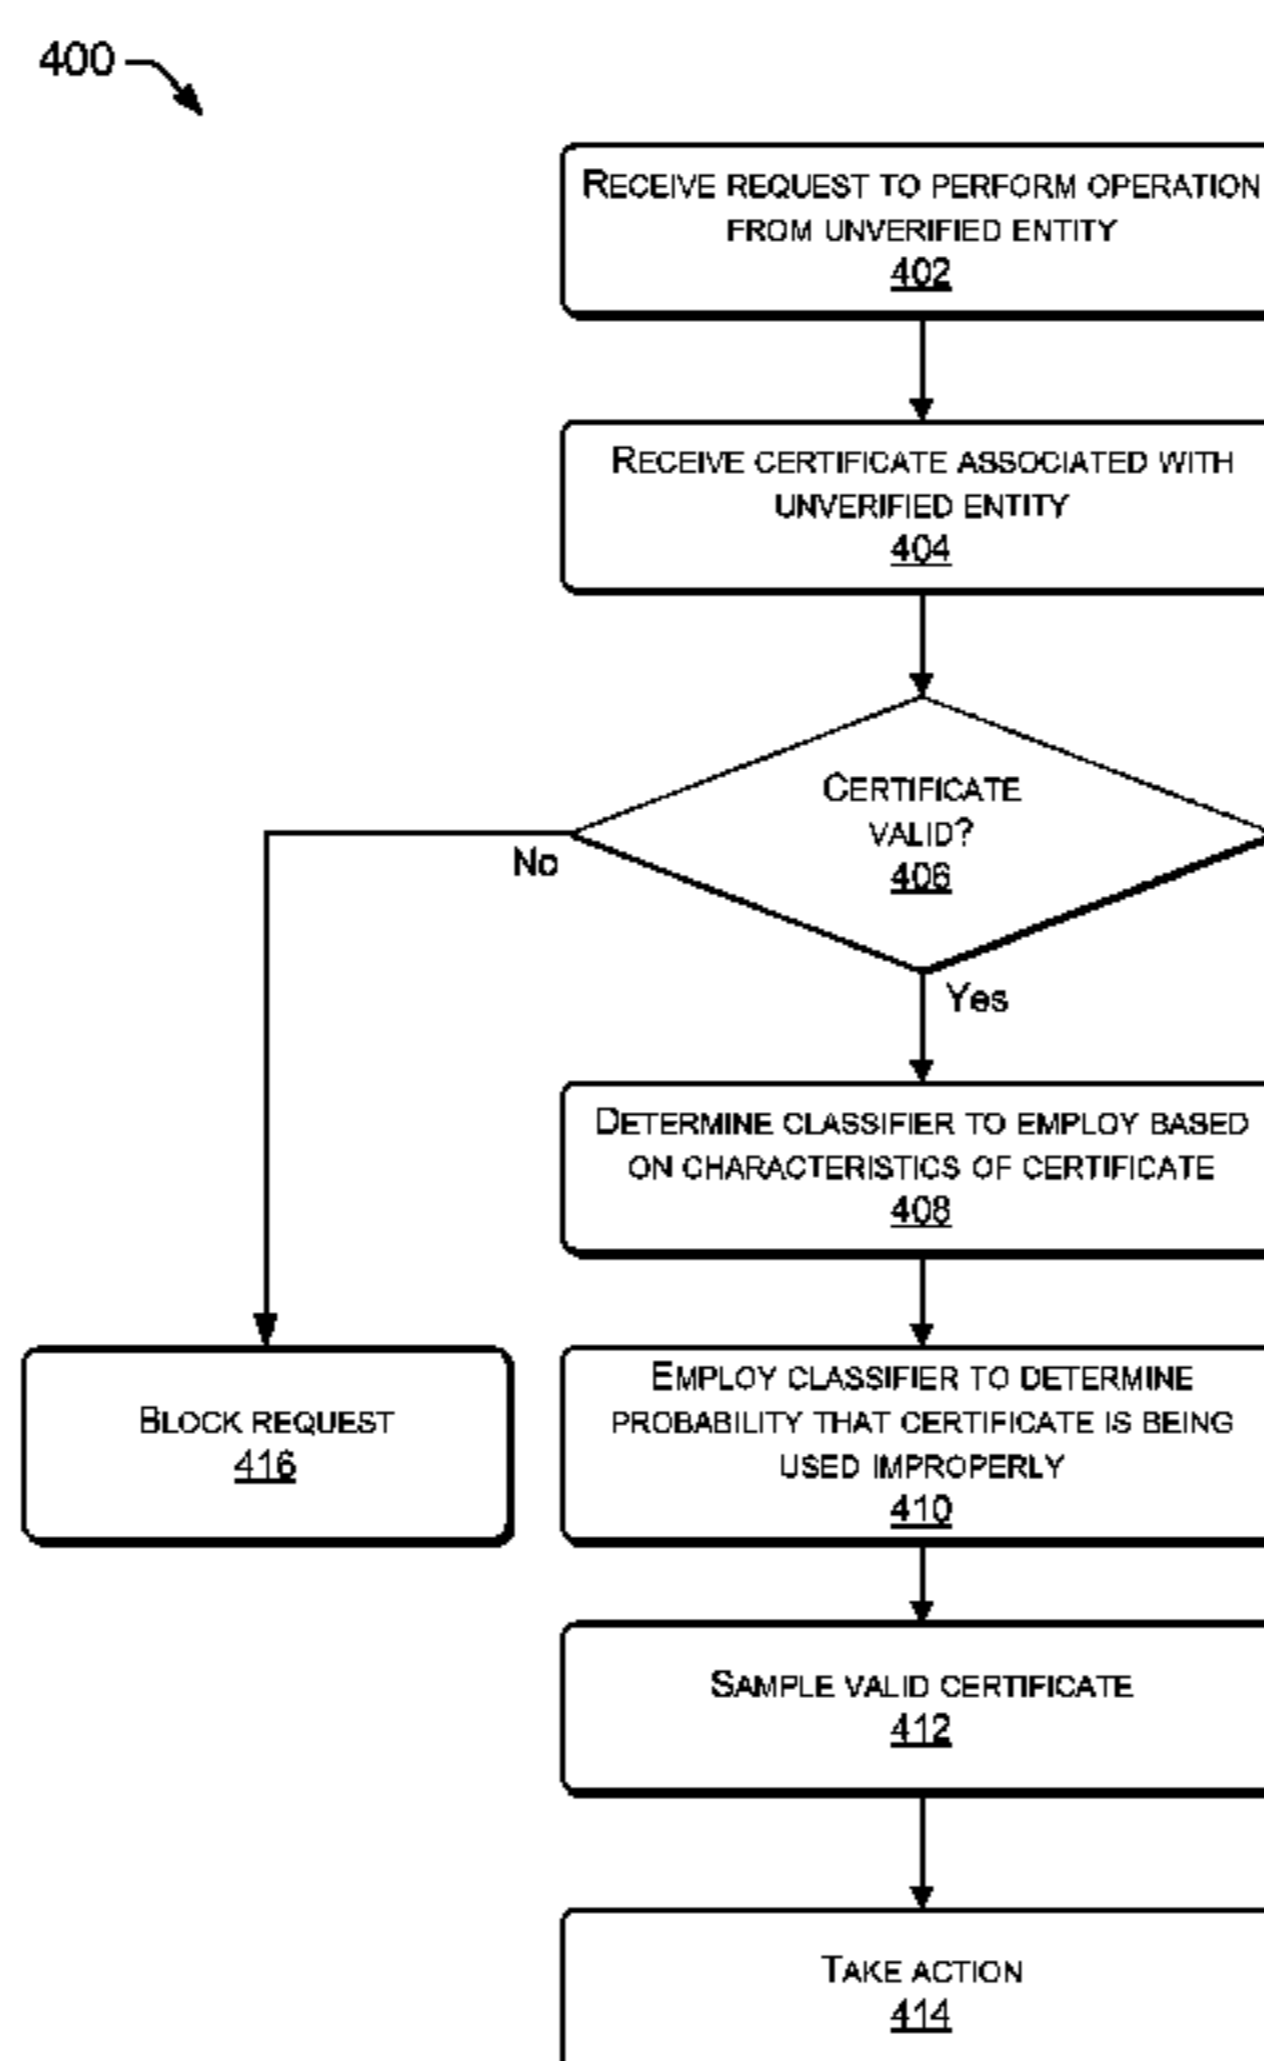 400
RECEIVE REQUEST TO PERFORM OPERATION
FROM UNVERIFIED ENTITY
402
RECEIVE CERTIFICATE ASSOCIATED WITH
UNVERIFIED ENTITY
404
CERTIFICATE
VALID?
406
No
Yes
DETERMINE CLASSIFIER TO EMPLOY BASED
ON CHARACTERISTICS OF CERTIFICATE
408
BLOCK REQUEST
416
EMPLOY CLASSIFIER TO DETERMINE
PROBABILITY THAT CERTIFICATE IS BEING
USED IMPROPERLY
410
SAMPLE VALID CERTIFICATE
412
TAKE ACTION
414